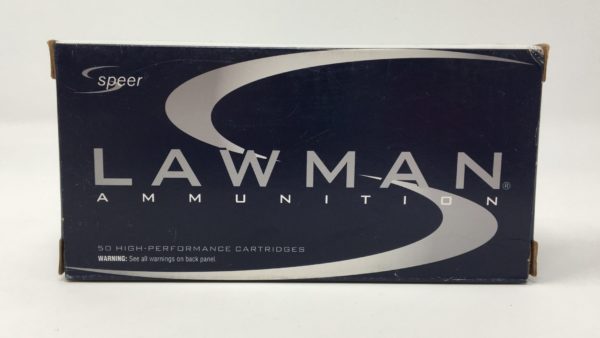 speer
LAWMAN®
AMMUNITION
50 HIGH-PERFORMANCE CARTRIDGES
WARNING: See all warnings on back panel.